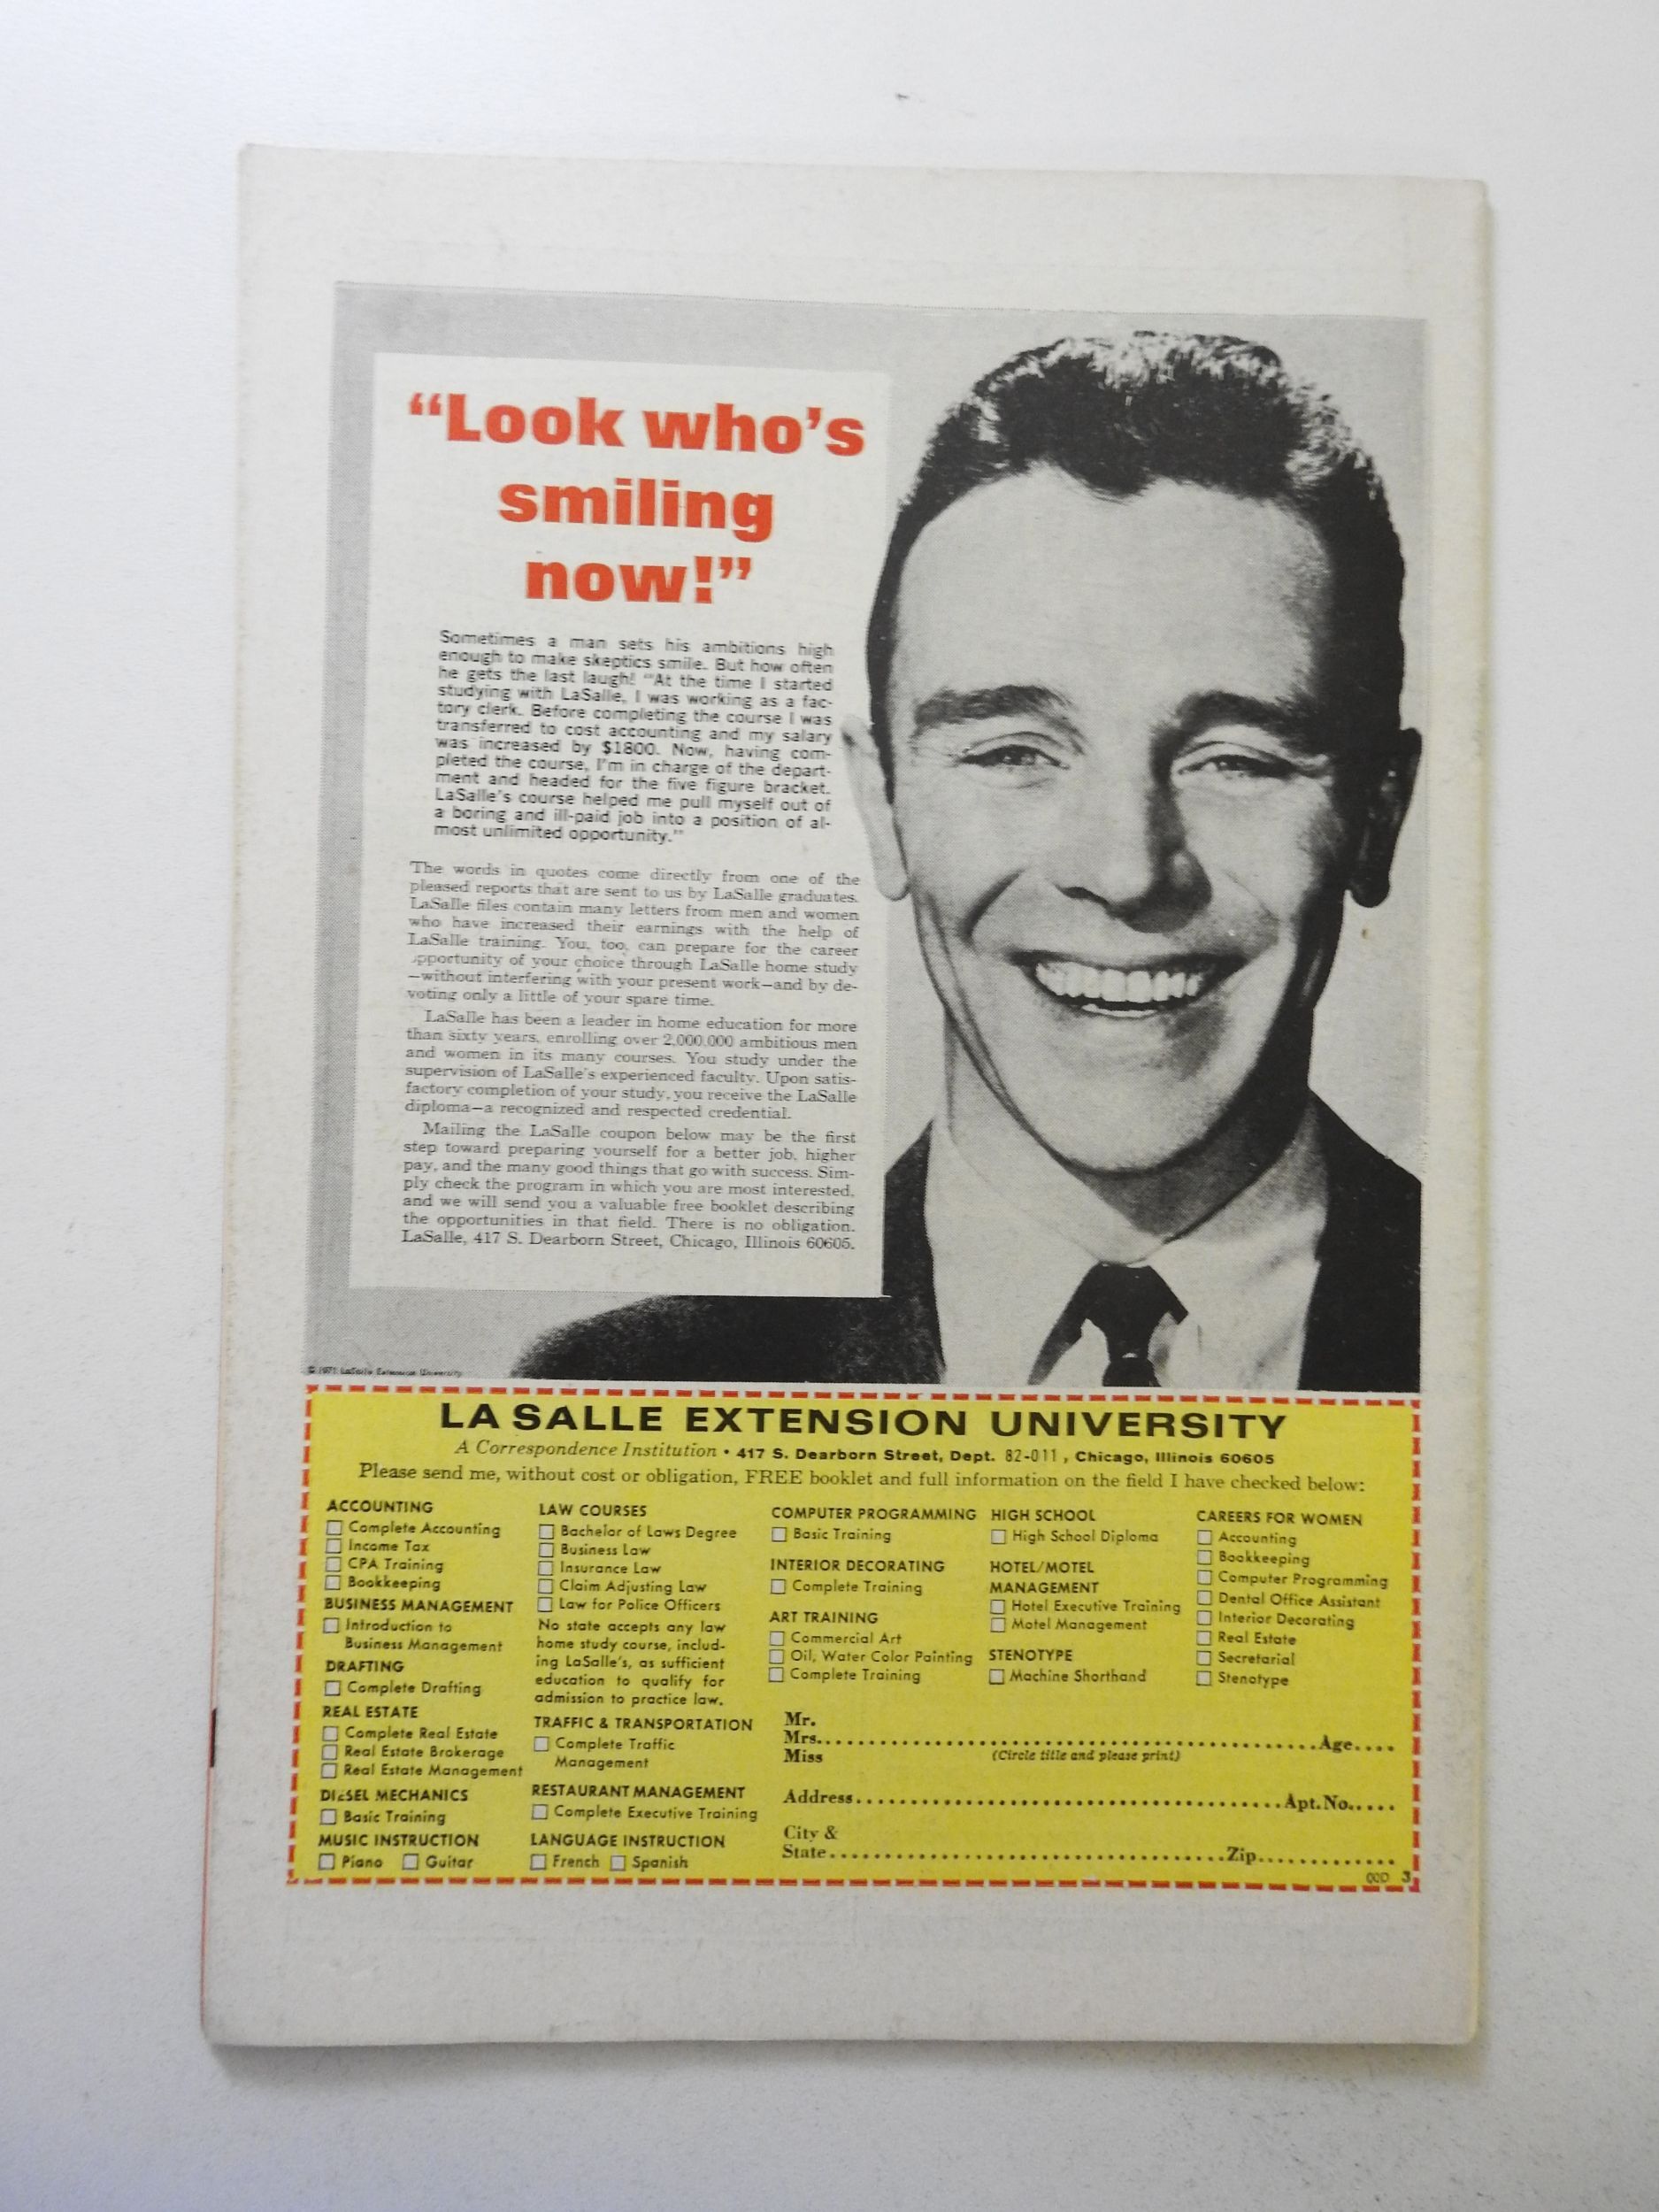 “Look who’s
smiling
now!”
Sometimes a man sets his ambitions high
enough to make skeptics smile. But how often
he gets the last laugh! “At the time I started
studying with LaSalle, I was working as a fac-
tory clerk. Before completing the course I was
transferred to cost accounting and my salary
was increased by $1800. Now, having com-
pleted the course, I’m in charge of the depart-
ment and headed for the five figure bracket.
LaSalle’s course helped me pull myself out of
a boring and ill-paid job into a position of al-
most unlimited opportunity.”
The words in quotes come directly from one of the
pleased reports that are sent to us by LaSalle graduates.
LaSalle files contain many letters from men and women
who have increased their earnings with the help of
LaSalle training. You, too, can prepare for the career
opportunity of your choice through LaSalle home study
—without interfering with your present work—and by de-
voting only a little of your spare time.
LaSalle has been a leader in home education for more
than sixty years, enrolling over 2,000,000 ambitious men
and women in its many courses. You study under the
supervision of LaSalle’s experienced faculty. Upon satis-
factory completion of your study, you receive the LaSalle
diploma—a recognized and respected credential.
Mailing the LaSalle coupon below may be the first
step toward preparing yourself for a better job, higher
pay, and the many good things that go with success. Sim-
ply check the program in which you are most interested,
and we will send you a valuable free booklet describing
the opportunities in that field. There is no obligation.
LaSalle, 417 S. Dearborn Street, Chicago, Illinois 60605.
© 1971 LaSalle Extension University
LA SALLE EXTENSION UNIVERSITY
A Correspondence Institution • 417 S. Dearborn Street, Dept. 82-011, Chicago, Illinois 60605
Please send me, without cost or obligation, FREE booklet and full information on the field I have checked below:
ACCOUNTING
Complete Accounting
Income Tax
CPA Training
Bookkeeping
BUSINESS MANAGEMENT
Introduction to
Business Management
DRAFTING
Complete Drafting
REAL ESTATE
Complete Real Estate
Real Estate Brokerage
Real Estate Management
DIESEL MECHANICS
Basic Training
MUSIC INSTRUCTION
Piano Guitar
LAW COURSES
Bachelor of Laws Degree
Business Law
Insurance Law
Claim Adjusting Law
Law for Police Officers
No state accepts any law
home study course, includ-
ing LaSalle’s, as sufficient
education to qualify for
admission to practice law.
TRAFFIC & TRANSPORTATION
Complete Traffic
Management
RESTAURANT MANAGEMENT
Complete Executive Training
LANGUAGE INSTRUCTION
French Spanish
COMPUTER PROGRAMMING
Basic Training
INTERIOR DECORATING
Complete Training
ART TRAINING
Commercial Art
Oil, Water Color Painting
Complete Training
HIGH SCHOOL
High School Diploma
HOTEL/MOTEL
MANAGEMENT
Hotel Executive Training
Motel Management
STENOTYPE
Machine Shorthand
CAREERS FOR WOMEN
Accounting
Bookkeeping
Computer Programming
Dental Office Assistant
Interior Decorating
Real Estate
Secretarial
Stenotype
Mr.
Mrs. Age
Miss (Circle title and please print)
Address Apt. No.
City &
State Zip
3